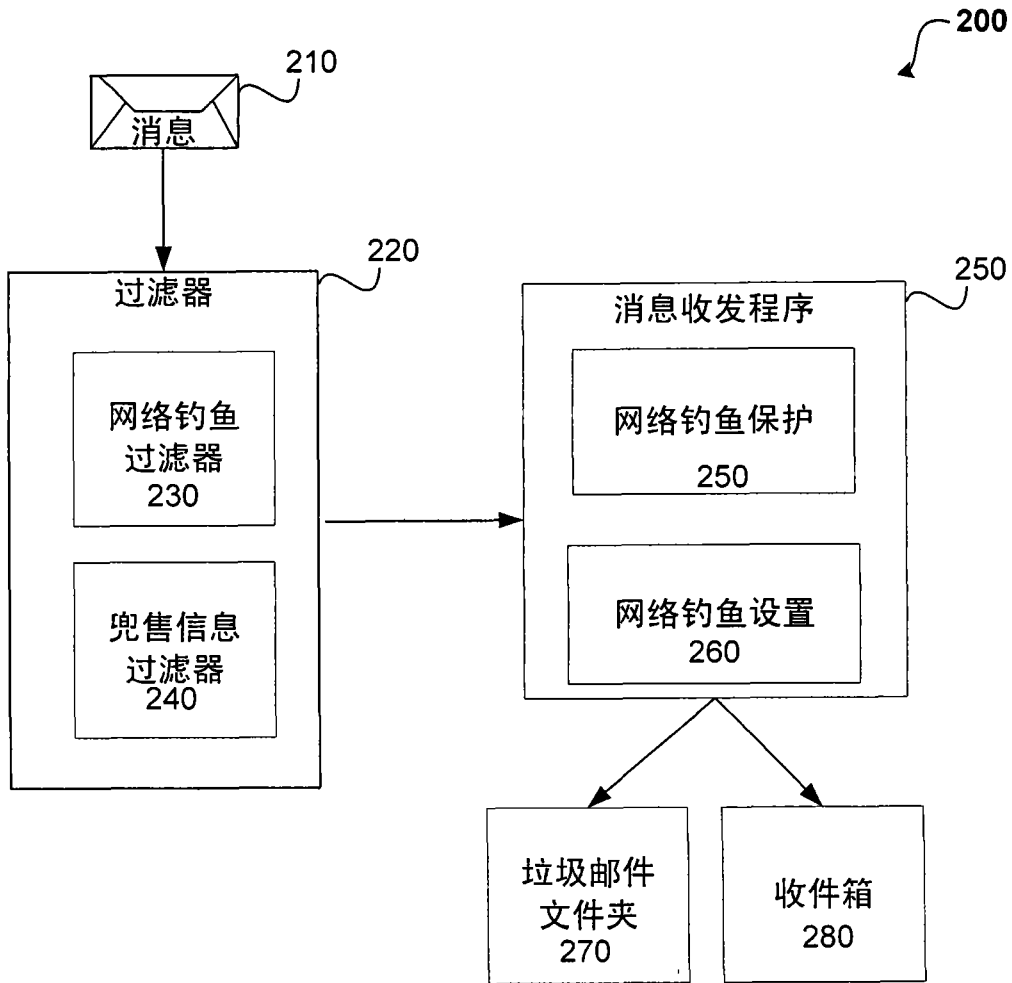 200
210
消息
220
过滤器
网络钓鱼
过滤器
230
兜售信息
过滤器
240
250
消息收发程序
网络钓鱼保护
250
网络钓鱼设置
260
垃圾邮件
文件夹
270
收件箱
280